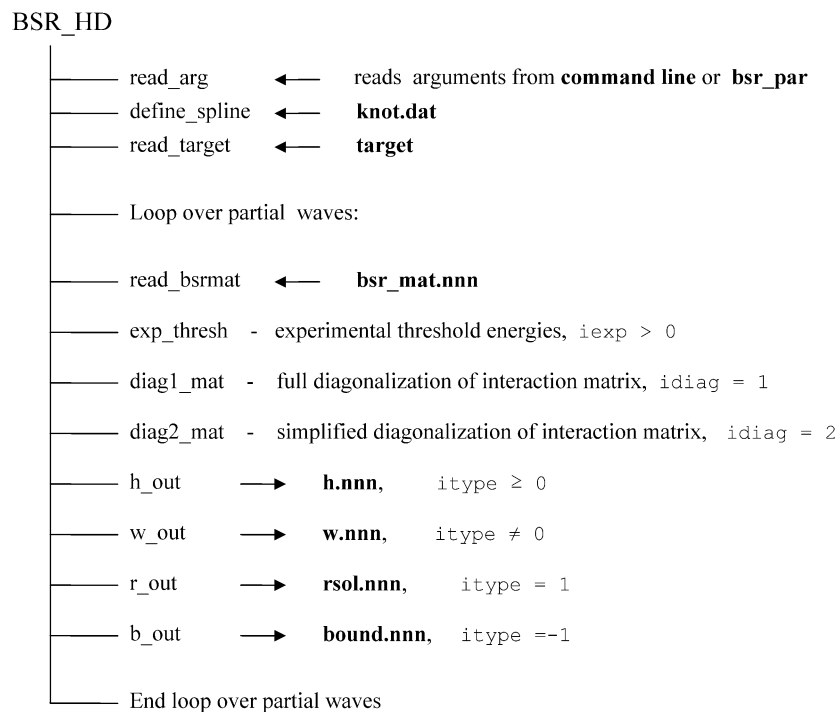 BSR_HD
read_arg ← reads arguments from command line or bsr_par
define_spline ← knot.dat
read_target ← target
Loop over partial waves:
read_bsrmat ← bsr_mat.nnn
exp_thresh - experimental threshold energies, iexp > 0
diag1_mat - full diagonalization of interaction matrix, idiag = 1
diag2_mat - simplified diagonalization of interaction matrix, idiag = 2
h_out → h.nnn, itype ≥ 0
w_out → w.nnn, itype ≠ 0
r_out → rsol.nnn, itype = 1
b_out → bound.nnn, itype =-1
End loop over partial waves